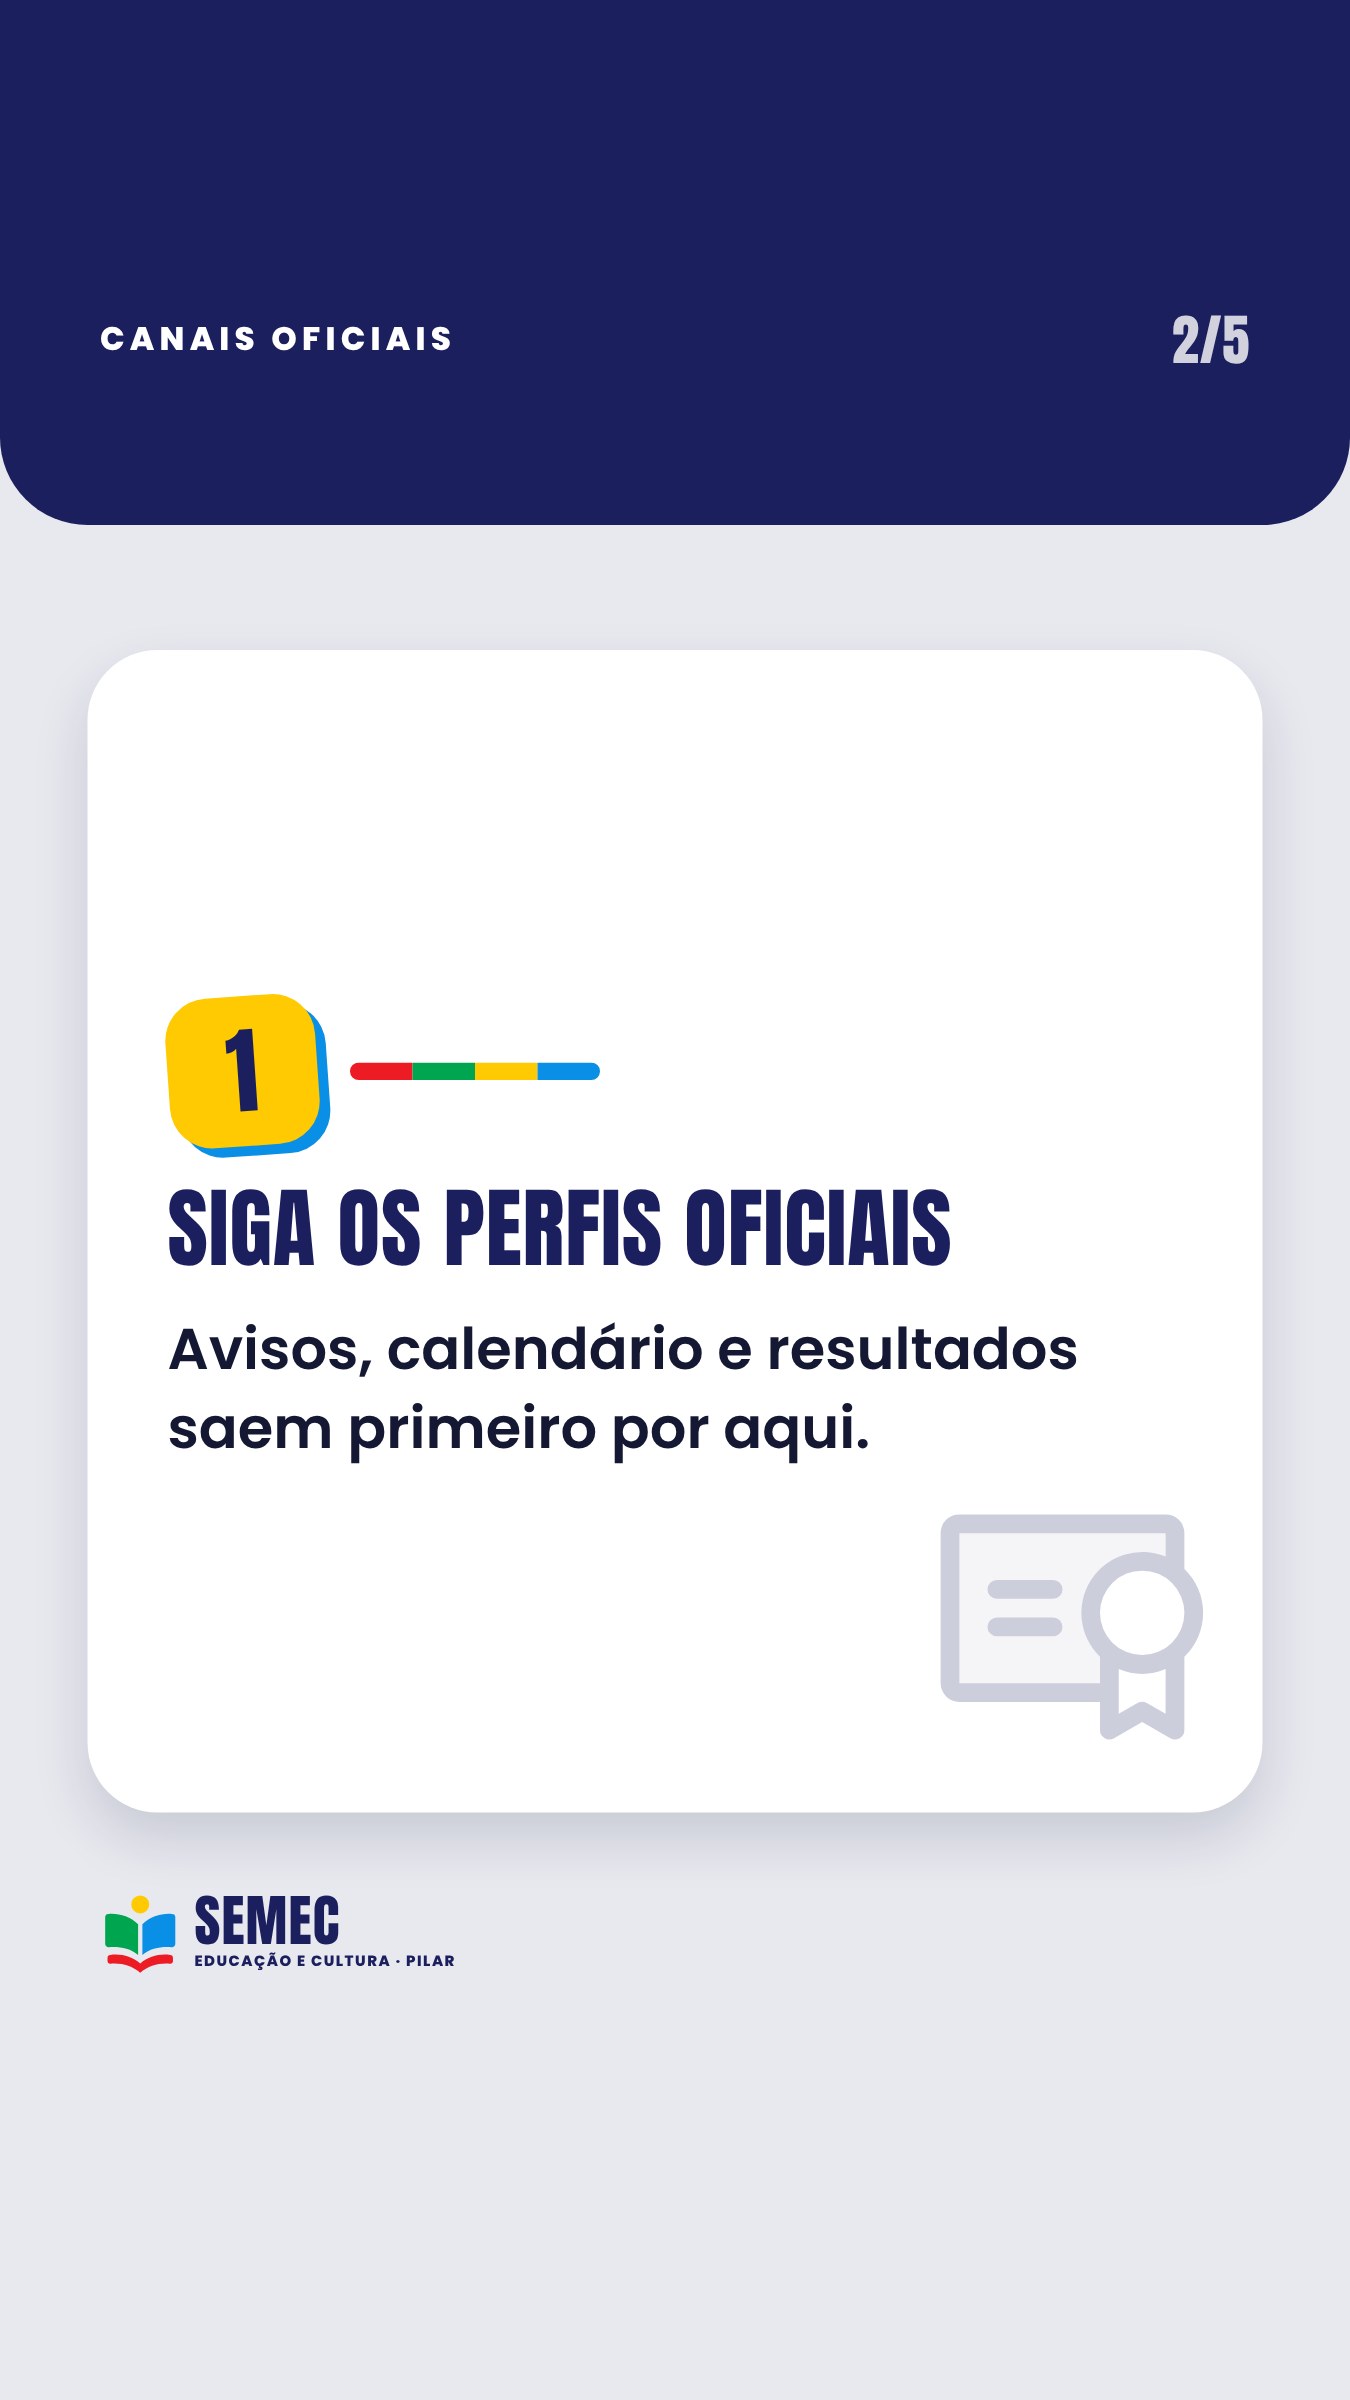 CANAIS OFICIAIS
2/5
1
SIGA OS PERFIS OFICIAIS
Avisos, calendário e resultados
saem primeiro por aqui.
SEMEC
EDUCAÇÃO E CULTURA · PILAR